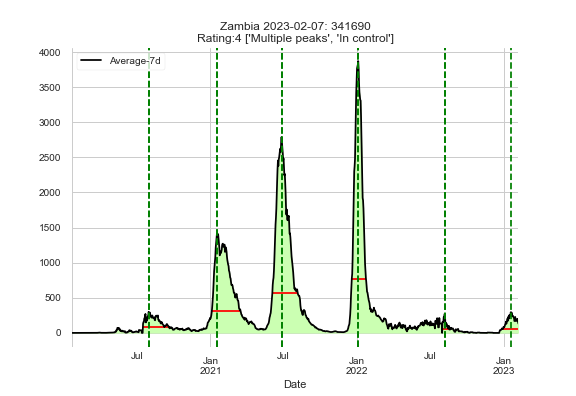 Zambia 2023-02-07: 341690
Rating:4 ['Multiple peaks', 'In control']
Average-7d
4000
3500
3000
2500
2000
1500
1000
500
0
Jul
Jan
2021
Jul
Jan
2022
Jul
Jan
2023
Date